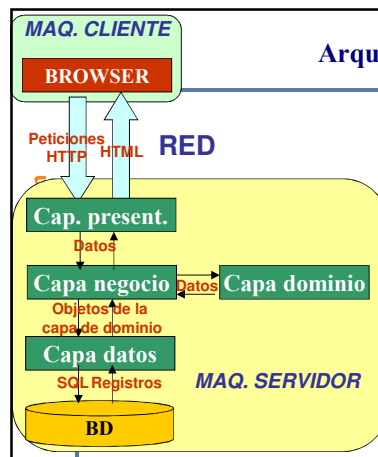 MAQ. CLIENTE
BROWSER
Arqu
Peticiones
HTTP
HTML
RED
Cap. present.
Datos
Capa negocio
Datos
Capa dominio
Objetos de la
capa de dominio
Capa datos
SQL Registros
MAQ. SERVIDOR
BD